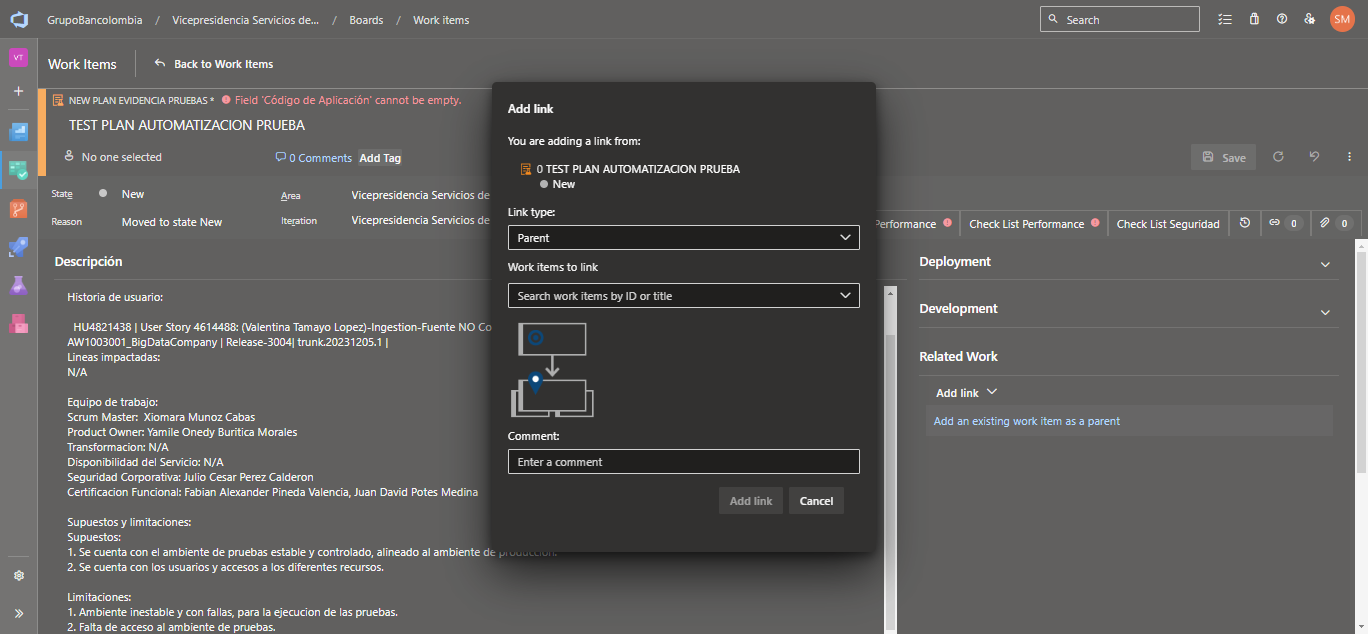 GrupoBancolombia / Vicepresidencia Servicios de... / Boards / Work items
Search
SM
VT
Work Items
Back to Work Items
NEW PLAN EVIDENCIA PRUEBAS * Field 'Código de Aplicación' cannot be empty.
TEST PLAN AUTOMATIZACION PRUEBA
No one selected
0 Comments
Add Tag
Save
State
New
Area
Vicepresidencia Servicios de
Reason
Moved to state New
Iteration
Vicepresidencia Servicios de
Performance
Check List Performance
Check List Seguridad
0
0
Descripción
Historia de usuario:
HU4821438 | User Story 4614488: (Valentina Tamayo Lopez)-Ingestion-Fuente NO Co
AW1003001_BigDataCompany | Release-3004| trunk.20231205.1 |
Lineas impactadas:
N/A
Equipo de trabajo:
Scrum Master: Xiomara Munoz Cabas
Product Owner: Yamile Onedy Buritica Morales
Transformacion: N/A
Disponibilidad del Servicio: N/A
Seguridad Corporativa: Julio Cesar Perez Calderon
Certificacion Funcional: Fabian Alexander Pineda Valencia, Juan David Potes Medina
Supuestos y limitaciones:
Supuestos:
1. Se cuenta con el ambiente de pruebas estable y controlado, alineado al ambiente de produccion.
2. Se cuenta con los usuarios y accesos a los diferentes recursos.
Limitaciones:
1. Ambiente inestable y con fallas, para la ejecucion de las pruebas.
2. Falta de acceso al ambiente de pruebas.
Add link
You are adding a link from:
0 TEST PLAN AUTOMATIZACION PRUEBA
New
Link type:
Parent
Work items to link
Search work items by ID or title
Comment:
Enter a comment
Add link
Cancel
Deployment
Development
Related Work
Add link
Add an existing work item as a parent